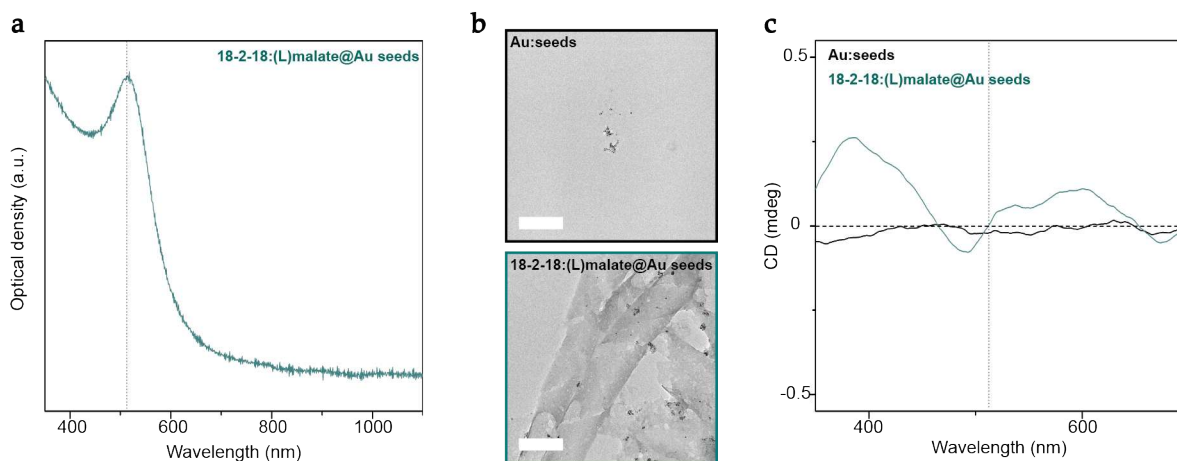 a
18-2-18:(L)malate@Au seeds
Optical density (a.u.)
400 600 800 1000
Wavelength (nm)
b
Au:seeds
18-2-18:(L)malate@Au seeds
c
0.5
Au:seeds
18-2-18:(L)malate@Au seeds
CD (mdeg)
0
-0.5
400 600
Wavelength (nm)